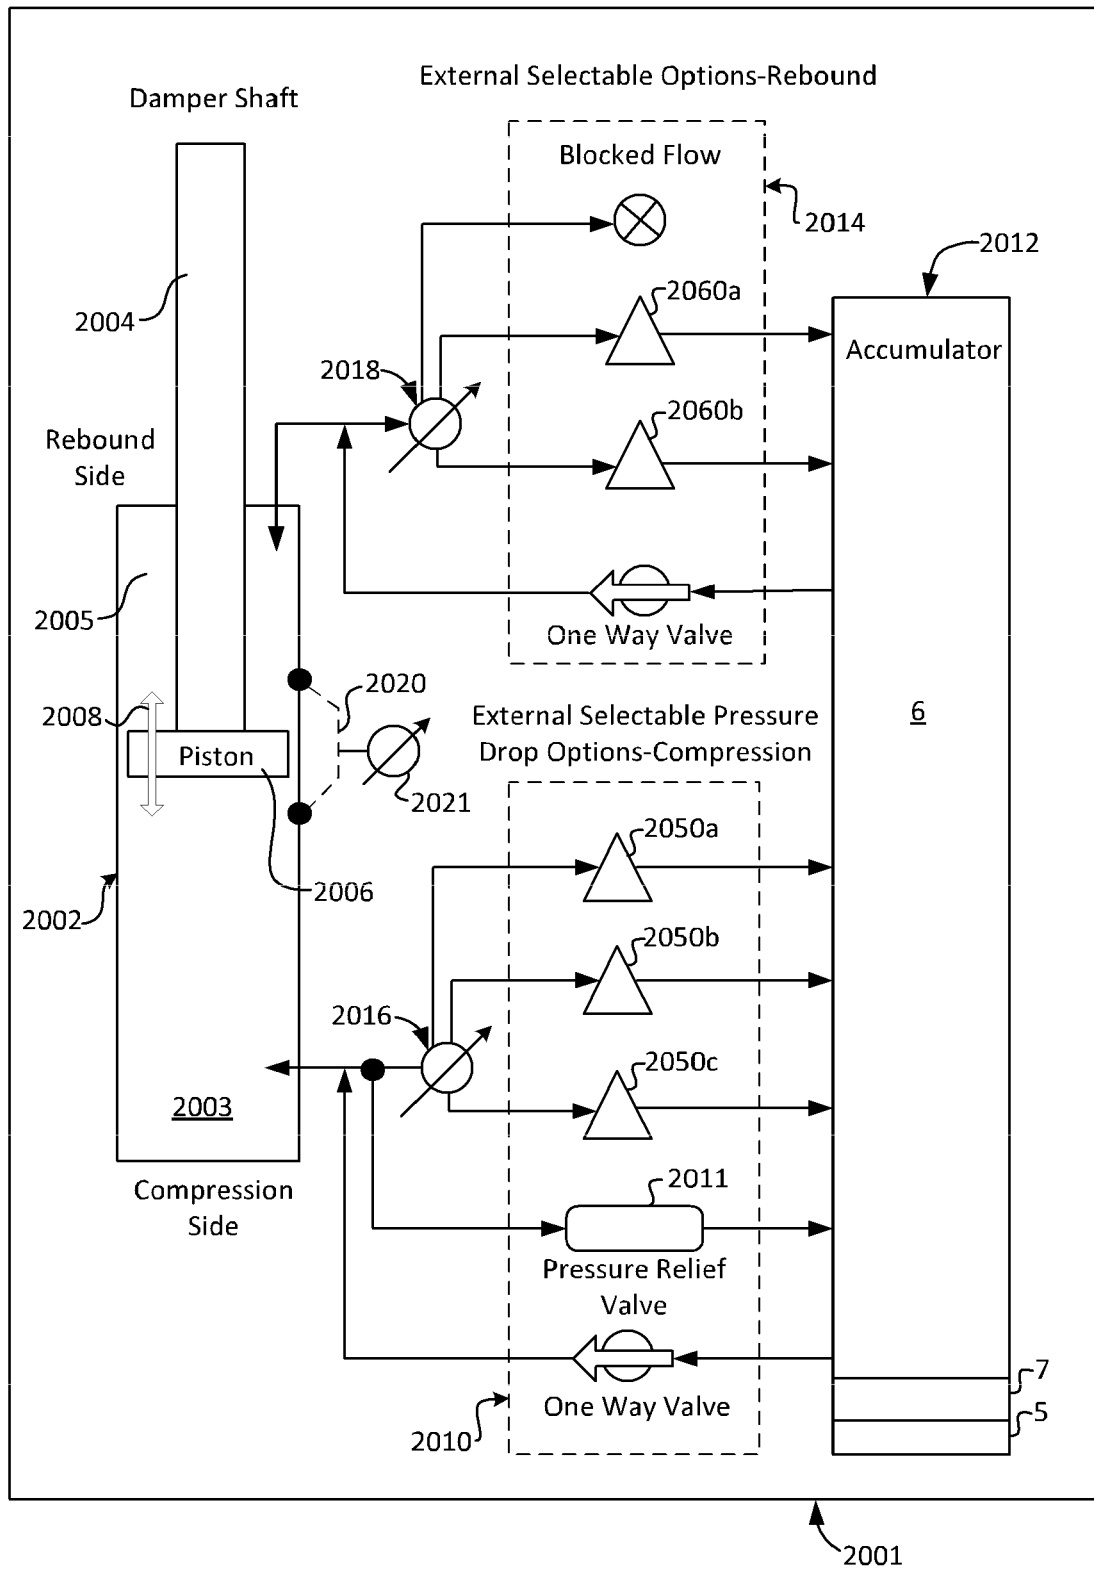 External Selectable Options-Rebound
Damper Shaft
Blocked Flow
2014
2012
2004
2060a
Accumulator
2018
2060b
Rebound
Side
2005
One Way Valve
2020
2008
External Selectable Pressure
Drop Options-Compression
6
Piston
2021
2050a
2006
2002
2050b
2016
2050c
2003
2011
Compression
Side
Pressure Relief
Valve
7
One Way Valve
5
2010
2001